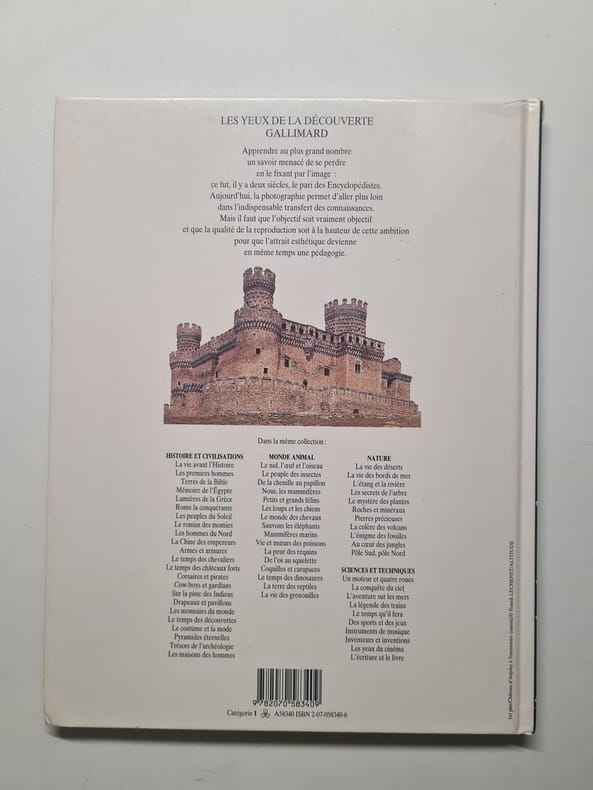 LES YEUX DE LA DÉCOUVERTE
GALLIMARD
Apprendre au plus grand nombre
un savoir menacé de se perdre
en le fixant par l'image :
ce fut, il y a deux siècles, le pari des Encyclopédistes.
Aujourd'hui, la photographie permet d'aller plus loin
dans l'indispensable transfert des connaissances.
Mais il faut que l'objectif soit vraiment objectif
et que la qualité de la reproduction soit à la hauteur de cette ambition
pour que l'attrait esthétique devienne
en même temps une pédagogie.
Dans la même collection :
HISTOIRE ET CIVILISATIONS
La vie avant l'Histoire
Les premiers hommes
Terres de la Bible
Mémoire de l'Égypte
Lumières de la Grèce
Rome la conquérante
Les peuples du Soleil
Le roman des momies
Les hommes du Nord
La Chine des empereurs
Armes et armures
Le temps des chevaliers
Le temps des châteaux forts
Corsaires et pirates
Cow-boys et gardians
Sur la piste des Indiens
Drapeaux et pavillons
Les monnaies du monde
Le temps des découvertes
Le costume et la mode
Pyramides éternelles
Trésors de l'archéologie
Les maisons des hommes
MONDE ANIMAL
Le nid, l'œuf et l'oiseau
Le peuple des insectes
De la chenille au papillon
Nous, les mammifères
Petits et grands félins
Les loups et les chiens
Le monde des chevaux
Sauvons les éléphants
Mammifères marins
Vie et mœurs des poissons
La peur des requins
De l'os au squelette
Coquilles et carapaces
Le temps des dinosaures
La terre des reptiles
La vie des grenouilles
NATURE
La vie des déserts
La vie des bords de mer
L'étang et la rivière
Les secrets de l'arbre
Le mystère des plantes
Roches et minéraux
Pierres précieuses
La colère des volcans
L'énigme des fossiles
Au cœur des jungles
Pôle Sud, pôle Nord
SCIENCES ET TECHNIQUES
Un moteur et quatre roues
La conquête du ciel
L'aventure sur les mers
La légende des trains
Le temps qu'il fera
Des sports et des jeux
Instruments de musique
Inventeurs et inventions
Les yeux du cinéma
L'écriture et le livre
9782070583409
Catégorie 1 A58340 ISBN 2-07-058340-6
1er plat/Château d'Anjony à Tournemire (cantal)/© Franck LECHENET/ALTITUDE